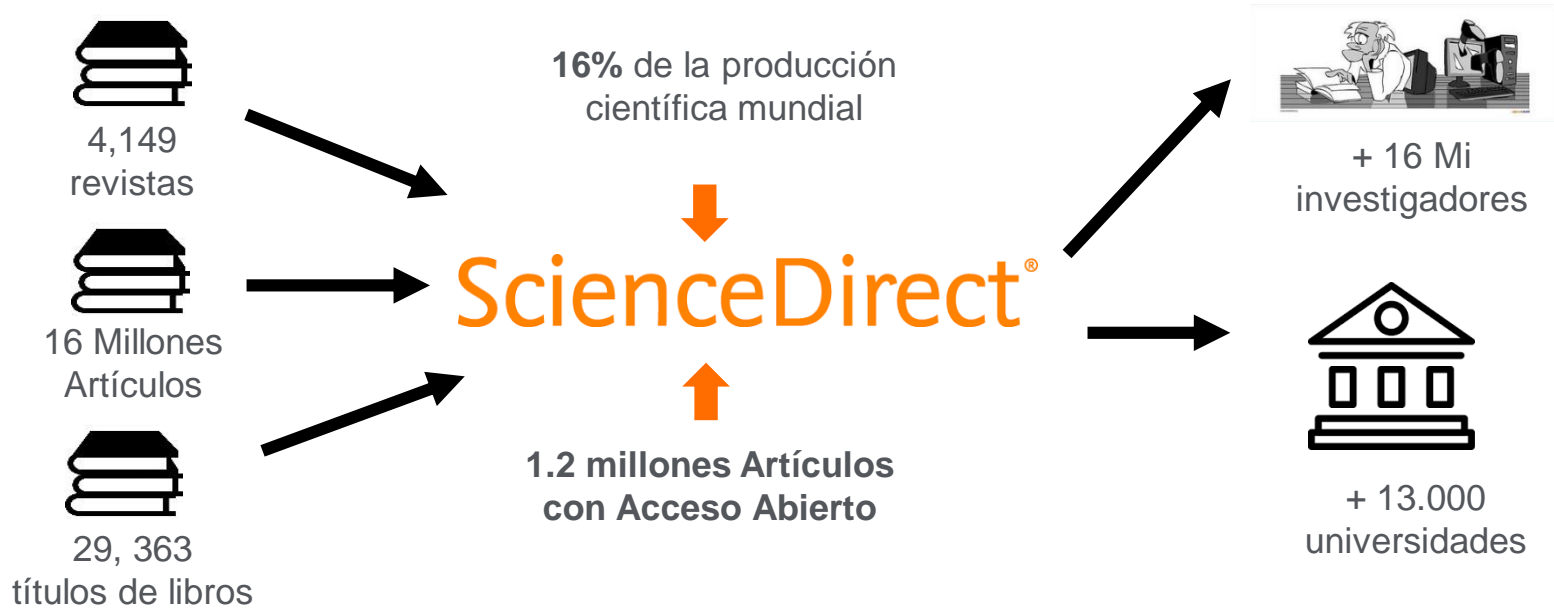 4,149
revistas
16 Millones
Artículos
29, 363
títulos de libros
16% de la producción
científica mundial
ScienceDirect®
1.2 millones Artículos
con Acceso Abierto
+ 16 Mi
investigadores
+ 13.000
universidades